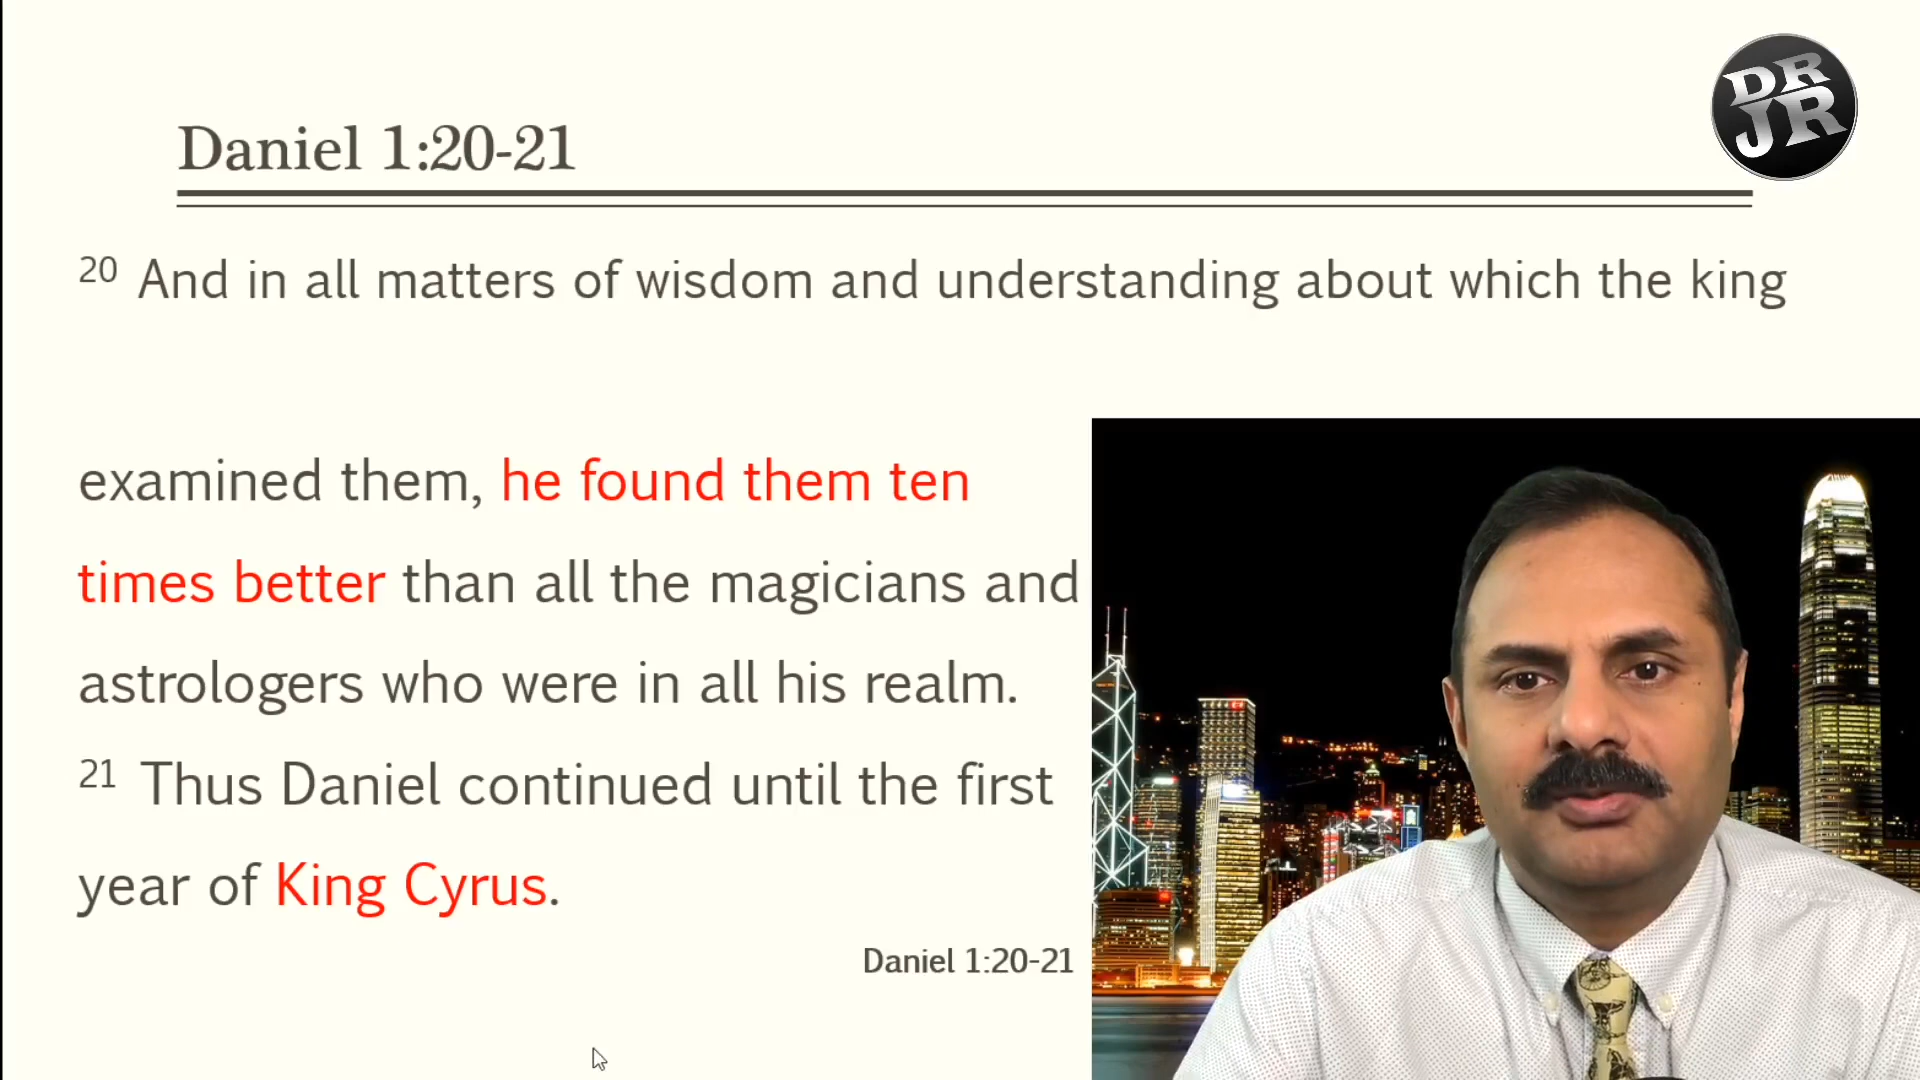 DR
JR
Daniel 1:20-21
20 And in all matters of wisdom and understanding about which the king
examined them, he found them ten
times better than all the magicians and
astrologers who were in all his realm.
21 Thus Daniel continued until the first
year of King Cyrus.
Daniel 1:20-21